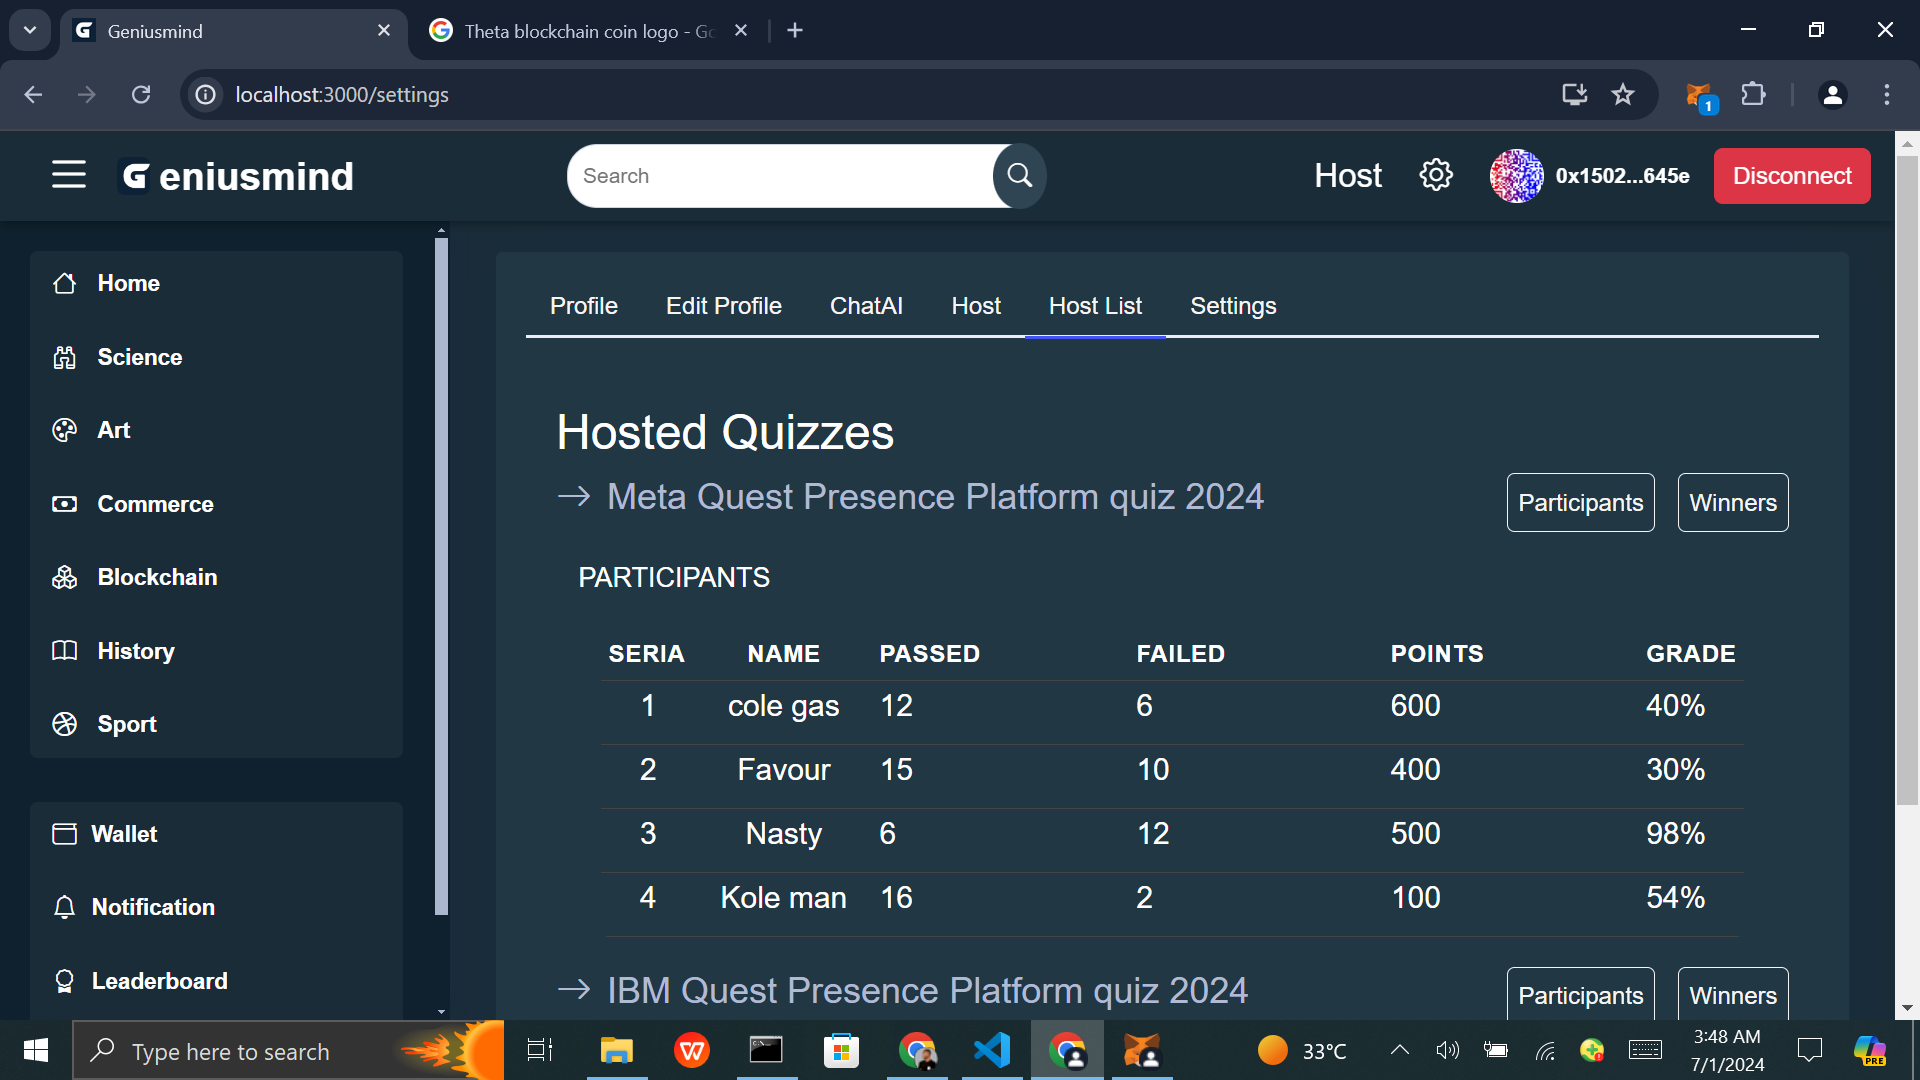 Geniusmind
Theta blockchain coin logo - Go
localhost:3000/settings
1
Geniusmind
Search
Host
0x1502...645e
Disconnect
Home
Science
Art
Commerce
Blockchain
History
Sport
Wallet
Notification
Leaderboard
Profile
Edit Profile
ChatAI
Host
Host List
Settings
Hosted Quizzes
Meta Quest Presence Platform quiz 2024
Participants
Winners
PARTICIPANTS
SERIA NAME PASSED FAILED POINTS GRADE
1 cole gas 12 6 600 40%
2 Favour 15 10 400 30%
3 Nasty 6 12 500 98%
4 Kole man 16 2 100 54%
IBM Quest Presence Platform quiz 2024
Participants
Winners
Type here to search
33°C
3:48 AM
7/1/2024
PRE